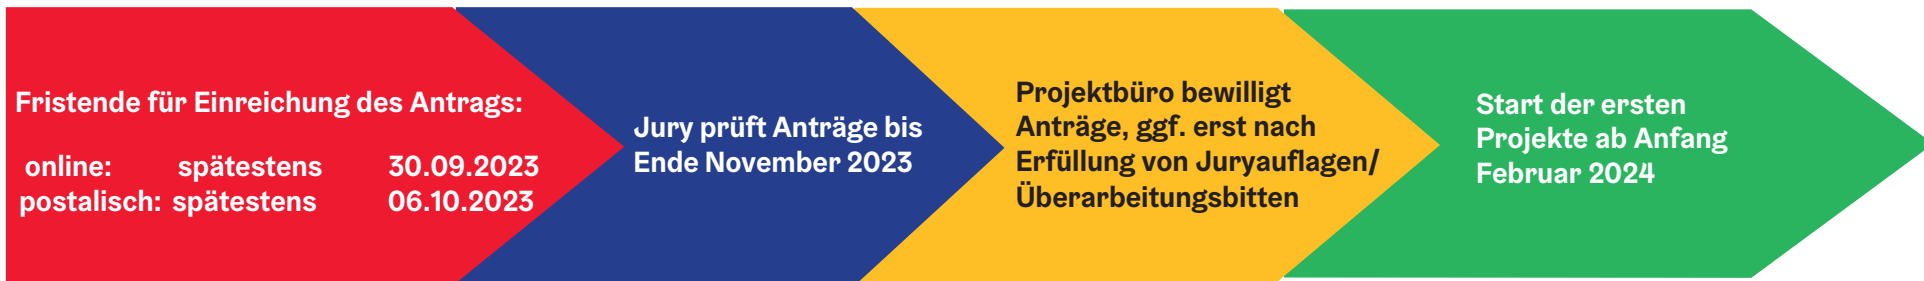 Fristende für Einreichung des Antrags:
online: spätestens 30.09.2023
postalisch: spätestens 06.10.2023
Jury prüft Anträge bis
Ende November 2023
Projektbüro bewilligt
Anträge, ggf. erst nach
Erfüllung von Juryauflagen/
Überarbeitungsbitten
Start der ersten
Projekte ab Anfang
Februar 2024